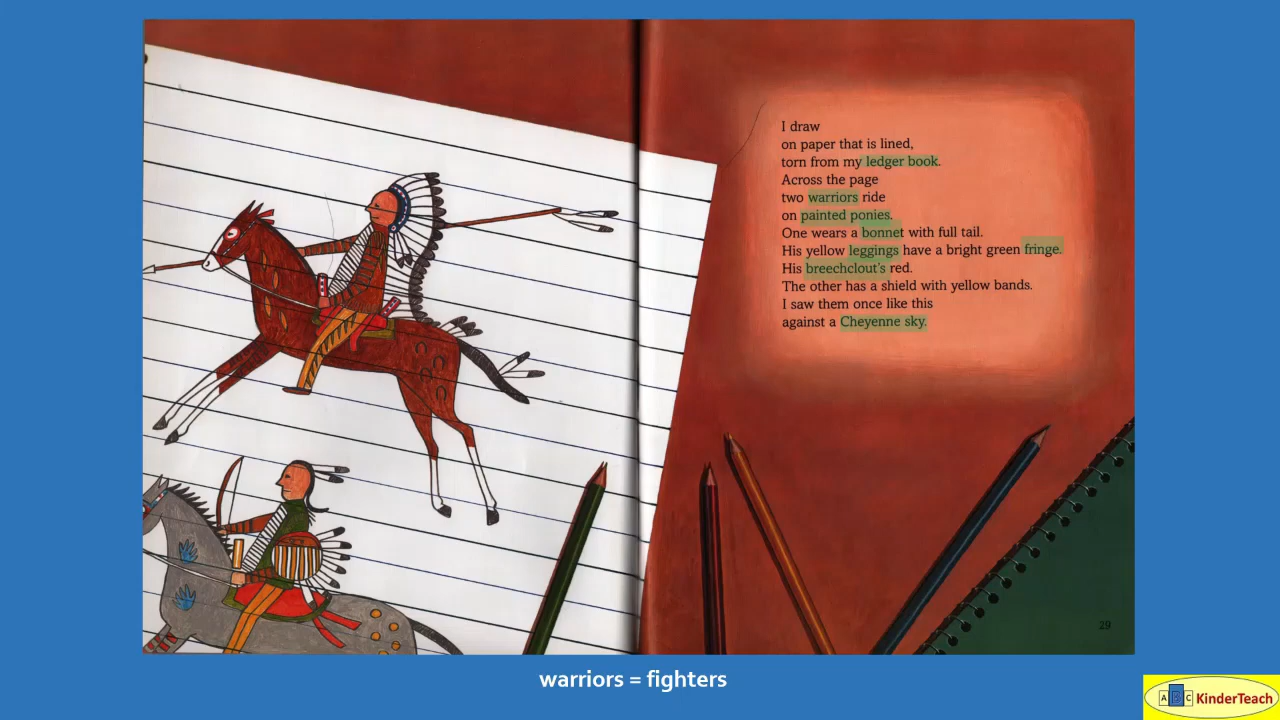 I draw
on paper that is lined,
torn from my ledger book.
Across the page
two warriors ride
on painted ponies.
One wears a bonnet with full tail.
His yellow leggings have a bright green fringe.
His breechclout's red.
The other has a shield with yellow bands.
I saw them once like this
against a Cheyenne sky.
29
warriors = fighters
ABC KinderTeach